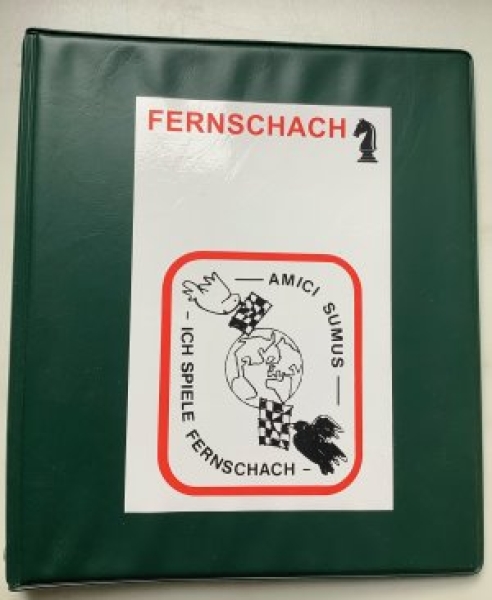 FERNSCHACH
— AMICI SUMUS —
- ICH SPIELE FERNSCHACH -